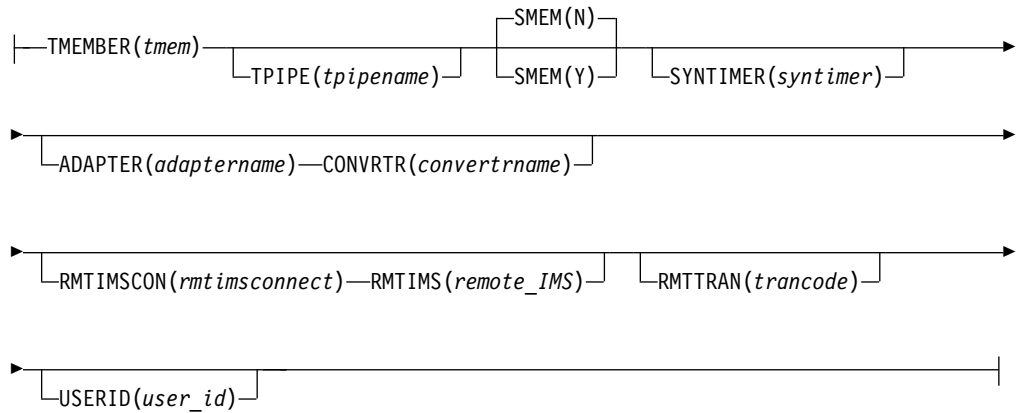 SMEM(N)
TMEMBER(tmem)
TPIPE(tpipename) SMEM(Y) SYNTIMER(syntimer)
ADAPTER(adaptername) CONVRTR(convertrname)
RMTIMSCON(rmtimsconnect) RMTIMS(remote_IMS) RMTTRAN(trancode)
USERID(user_id)